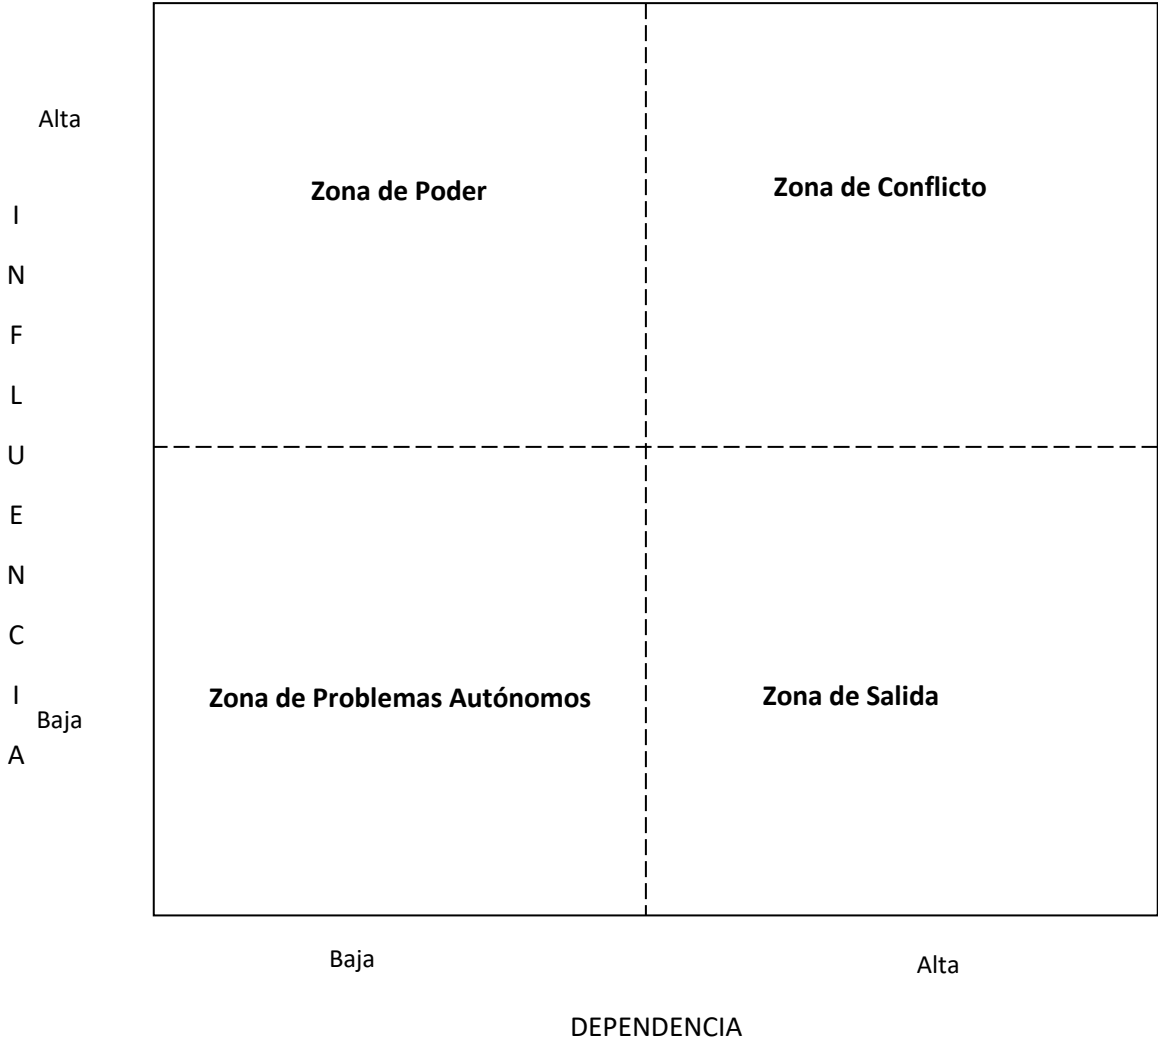 Alta
Zona de Poder
Zona de Conflicto
I
N
F
L
U
E
N
C
I
A
Zona de Problemas Autónomos
Zona de Salida
Baja
Baja
Alta
DEPENDENCIA